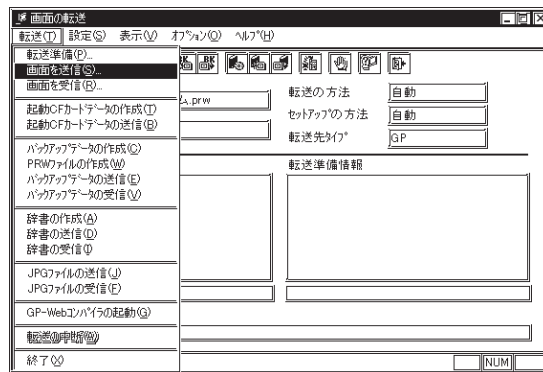 画面の転送
転送(T) 設定(S) 表示(V) オプション(O) ヘルプ(H)
転送準備(P)...
画面を送信(S)...
画面を受信(R)...
起動CFカードデータの作成(T)
起動CFカードデータの送信(B)
バックアップデータの作成(C)
PRWファイルの作成(W)
バックアップデータの送信(E)
バックアップデータの受信(V)
辞書の作成(A)
辞書の送信(D)
辞書の受信(I)
JPGファイルの送信(J)
JPGファイルの受信(F)
GP-Webコンパイラの起動(G)
転送の中断(W)
終了(X)
ム.prw
転送の方法 自動
セットアップの方法 自動
転送先タイプ GP
転送準備情報
NUM